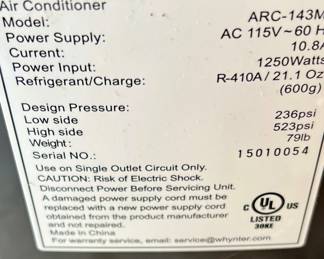 Air Conditioner
Model: ARC-143M
Power Supply: AC 115V~60 H
Current: 10.8A
Power Input: 1250Watts
Refrigerant/Charge: R-410A / 21.1 Oz
(600g)
Design Pressure:
Low side 236psi
High side 523psi
Weight: 79lb
Serial NO.: 15010054
Use on Single Outlet Circuit Only.
CAUTION: Risk of Electric Shock.
Disconnect Power Before Servicing Unit.
A damaged power supply cord must be
replaced with a new power supply cord
obtained from the product manufacturer
and not repaired.
Made in China
For warranty service, email: service@whynter.com
C UL US
LISTED
30KE